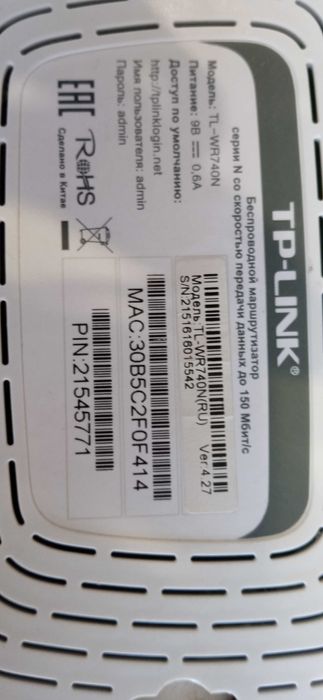 TP-LINK®
Беспроводной маршрутизатор
серии N со скоростью передачи данных до 150 Мбит/с
Модель: TL-WR740N
Питание: 9В 0,6А
Доступ по умолчанию:
http://tplinklogin.net
Имя пользователя: admin
Пароль: admin
EAC RoHS
Сделано в Китае
Модель:TL-WR740N(RU) Ver:4.27
S/N:2151618015542
MAC:30B5C2F0F414
PIN:21545771